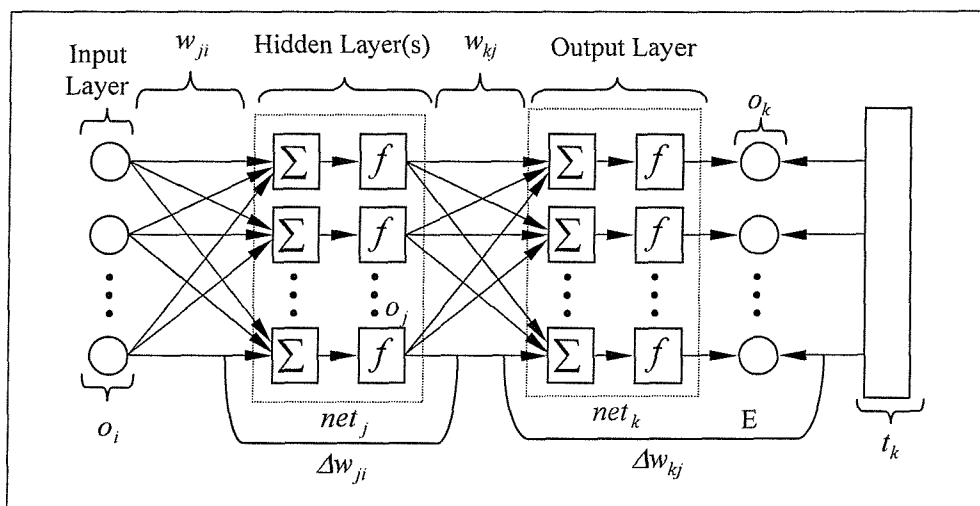 Input Layer
w_ji
Hidden Layer(s)
w_kj
Output Layer
o_k
Σ f Σ f
Σ f Σ f
o_j
Σ f Σ f
o_i
net_j
net_k
E
t_k
Δw_ji
Δw_kj